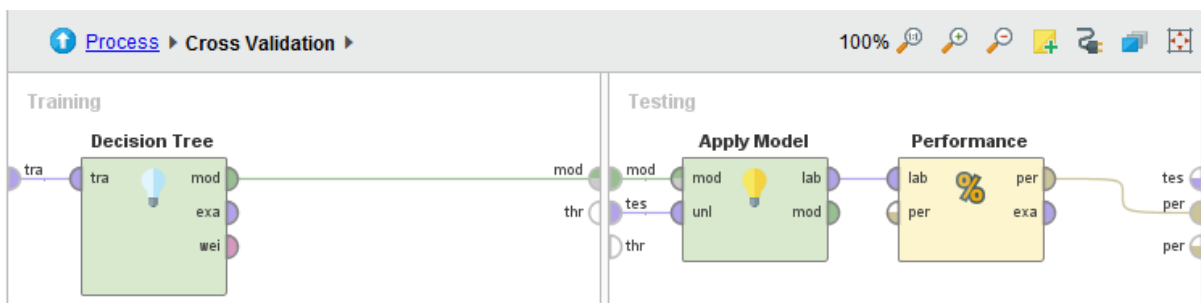 Process Cross Validation
100%
Training
Decision Tree
tra
tra mod
exa
wei
mod
thr
Testing
Apply Model
Performance
mod
tes
thr
mod lab
unl mod
lab per
per exa
tes
per
per